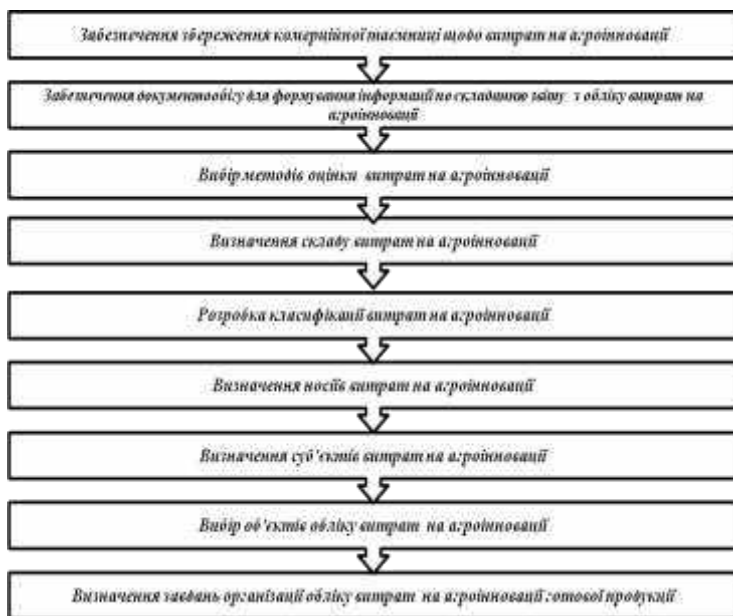 Забезпечення збереження комерційної таємниці щодо витрат на агроінновації
Забезпечення документообігу для формування інформації по складанню звіту з обліку витрат на
агроінновації
Вибір методів оцінки витрат на агроінновації
Визначення складу витрат на агроінновації
Розробка класифікації витрат на агроінновації
Визначення носіїв витрат на агроінновації
Визначення суб'єктів витрат на агроінновації
Вибір об'єктів обліку витрат на агроінновації
Визначення завдань організації обліку витрат на агроінновації готової продукції